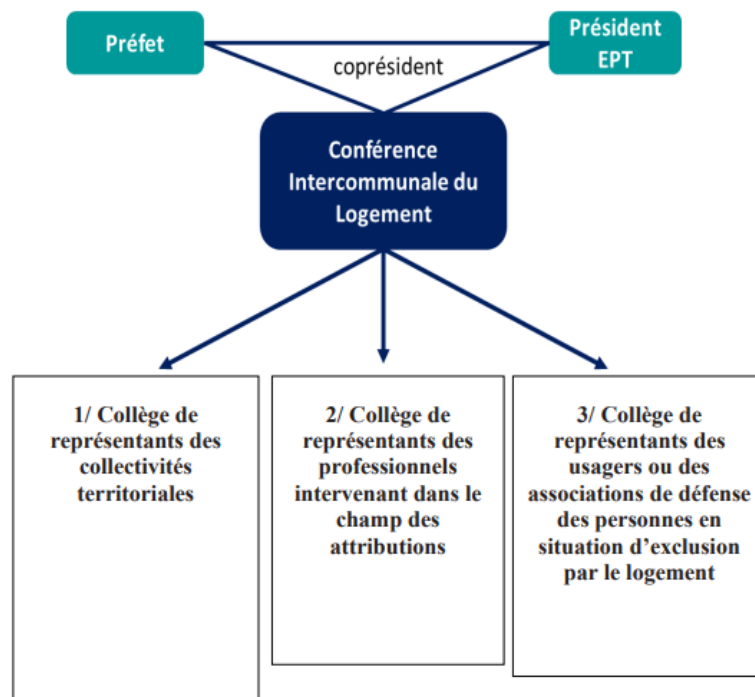 Préfet
Président
EPT
coprésident
Conférence
Intercommunale du
Logement
1/ Collège de
représentants des
collectivités
territoriales
2/ Collège de
représentants des
professionnels
intervenant dans le
champ des
attributions
3/ Collège de
représentants des
usagers ou des
associations de défense
des personnes en
situation d’exclusion
par le logement